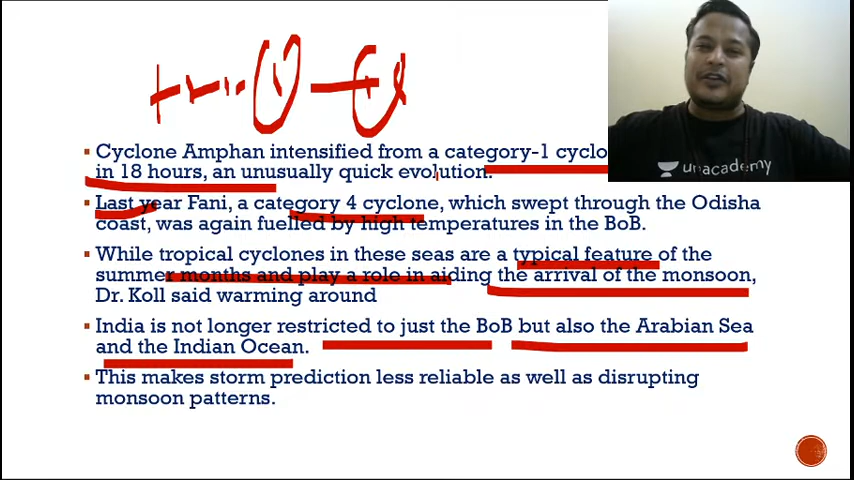 unacademy
Cyclone Amphan intensified from a category-1 cyclo
in 18 hours, an unusually quick evolution.
Last year Fani, a category 4 cyclone, which swept through the Odisha
coast, was again fuelled by high temperatures in the BoB.
While tropical cyclones in these seas are a typical feature of the
summer months and play a role in aiding the arrival of the monsoon,
Dr. Koll said warming around
India is not longer restricted to just the BoB but also the Arabian Sea
and the Indian Ocean.
This makes storm prediction less reliable as well as disrupting
monsoon patterns.